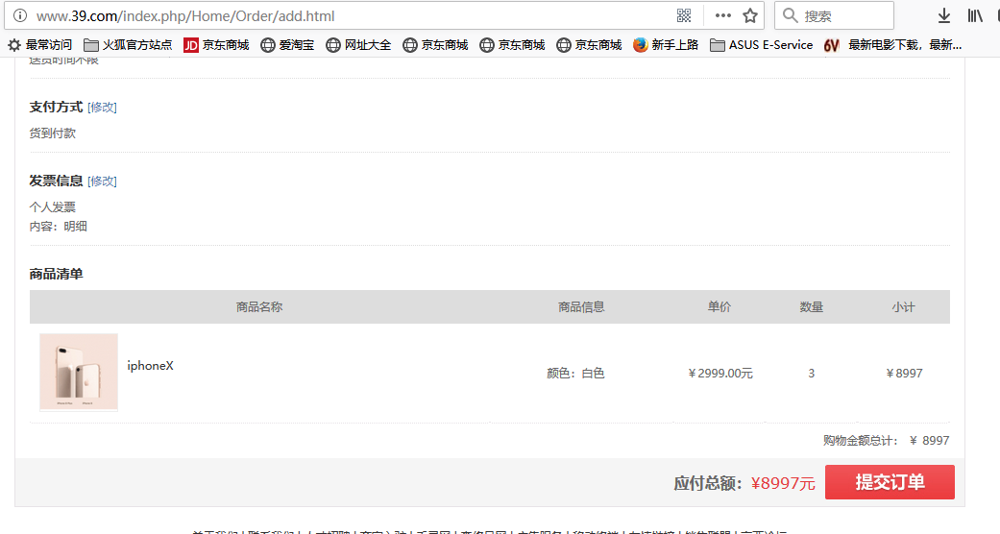 www.39.com/index.php/Home/Order/add.html
搜索
最常访问 火狐官方站点 JD 京东商城 爱淘宝 网址大全 京东商城 京东商城 京东商城 新手上路 ASUS E-Service 6V 最新电影下载，最新...
送货时间不限
支付方式 [修改]
货到付款
发票信息 [修改]
个人发票
内容：明细
商品清单
商品名称 商品信息 单价 数量 小计
iphoneX 颜色：白色 ￥2999.00元 3 ￥8997
购物金额总计： ￥ 8997
应付总额：¥8997元 提交订单